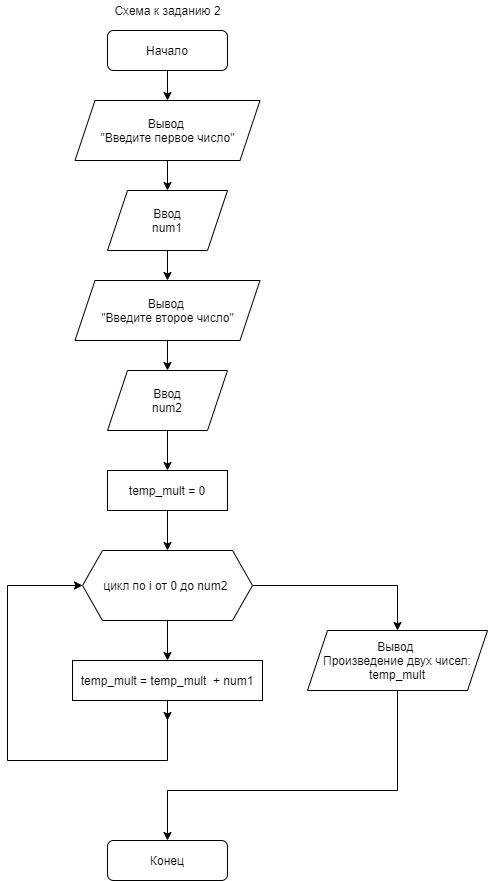 Схема к заданию 2
Начало
Вывод
"Введите первое число"
Ввод
num1
Вывод
"Введите второе число"
Ввод
num2
temp_mult = 0
цикл по i от 0 до num2
temp_mult = temp_mult + num1
Вывод
Произведение двух чисел:
temp_mult
Конец